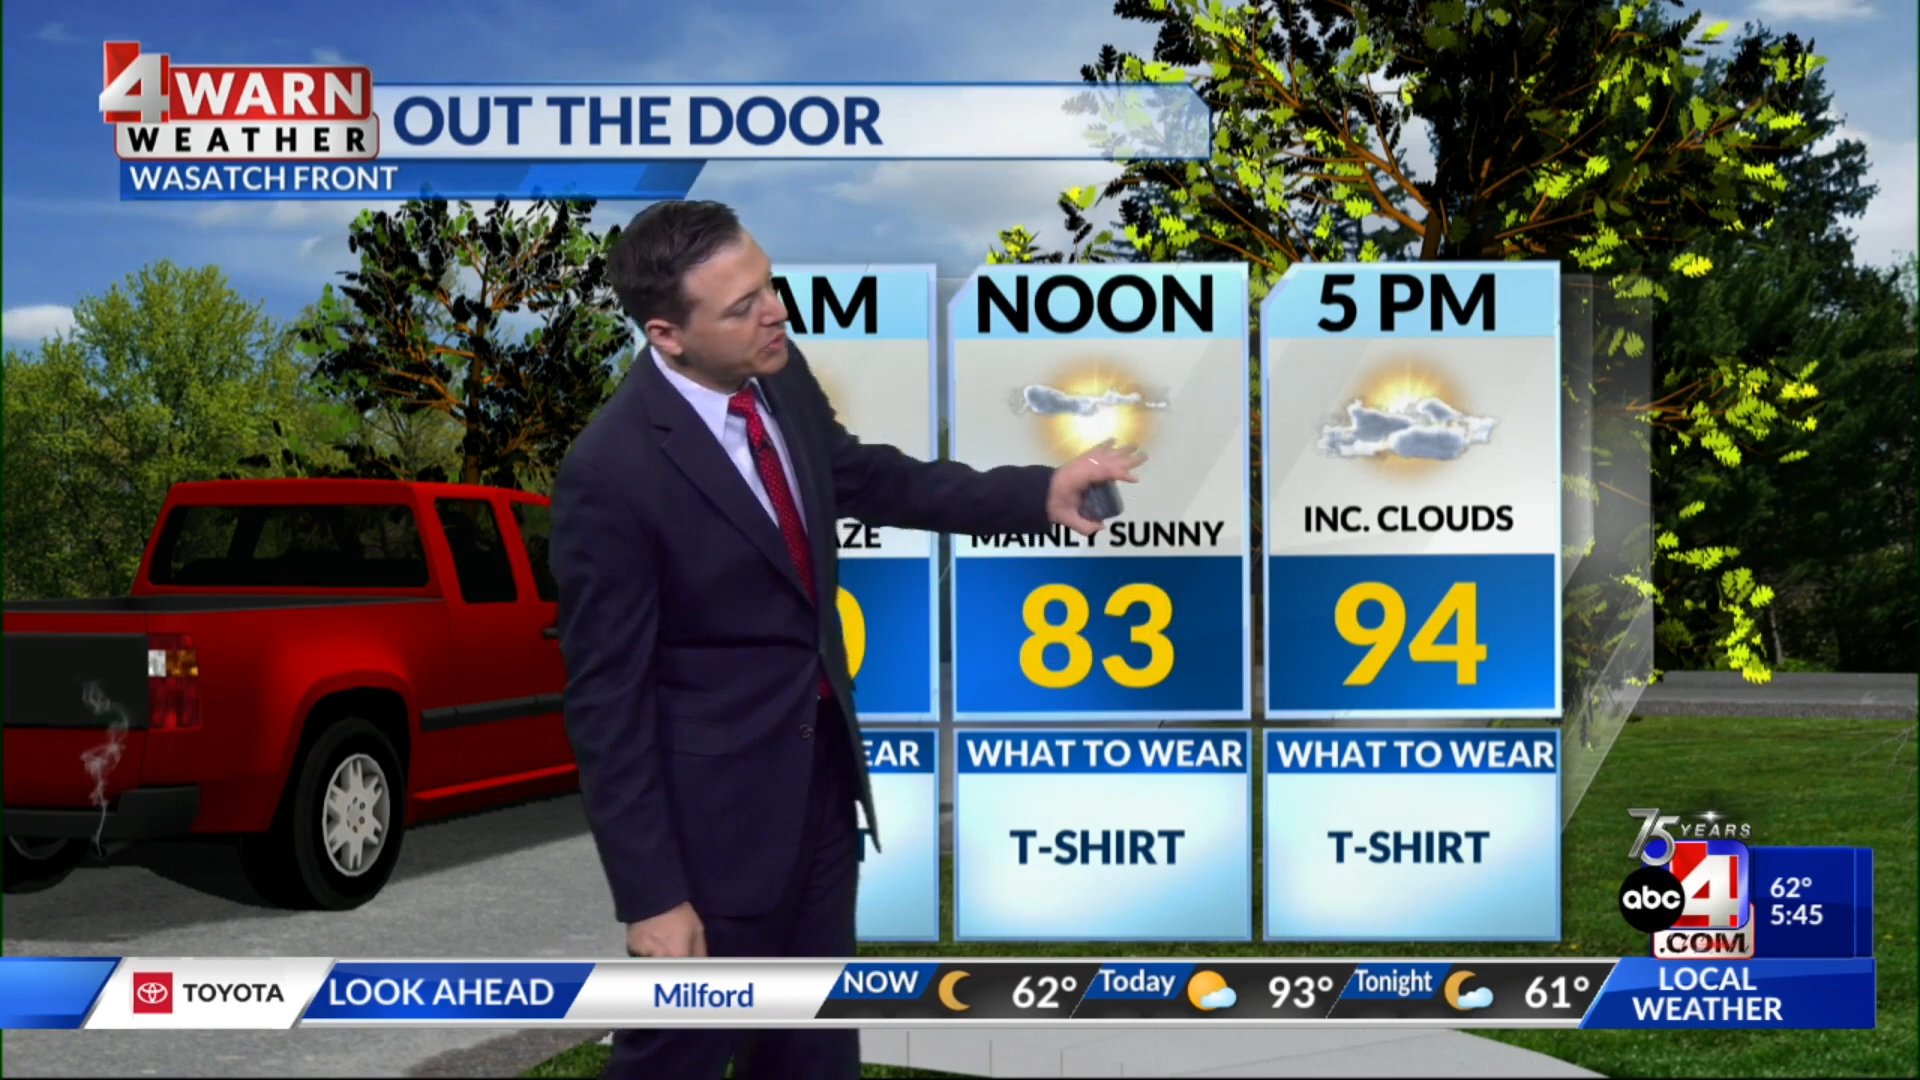 4WARN
WEATHER
OUT THE DOOR
WASATCH FRONT
AM
NOON
5 PM
MAINLY SUNNY
INC. CLOUDS
83
94
WHAT TO WEAR
WHAT TO WEAR
T-SHIRT
T-SHIRT
75 YEARS
abc 4
.COM
62°
5:45
TOYOTA
LOOK AHEAD
Milford
NOW 62°
Today 93°
Tonight 61°
LOCAL
WEATHER